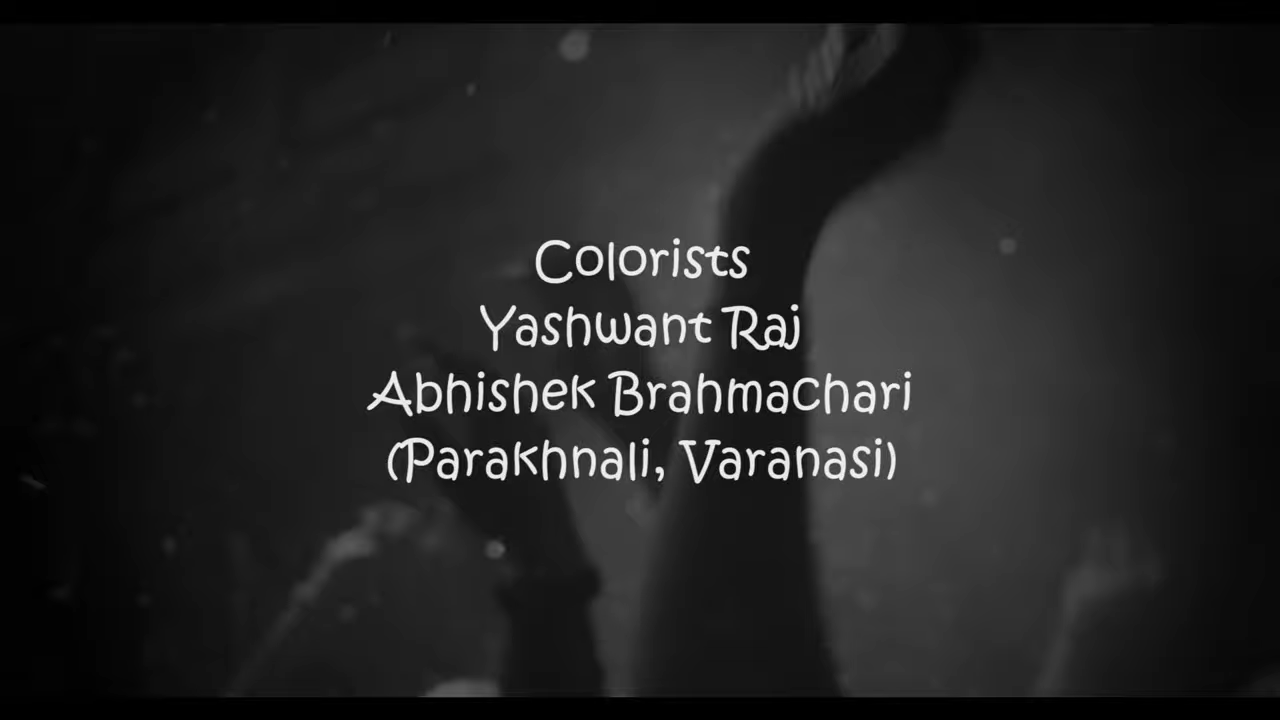 Colorists
Yashwant Raj
Abhishek Brahmachari
(Parakhnali, Varanasi)